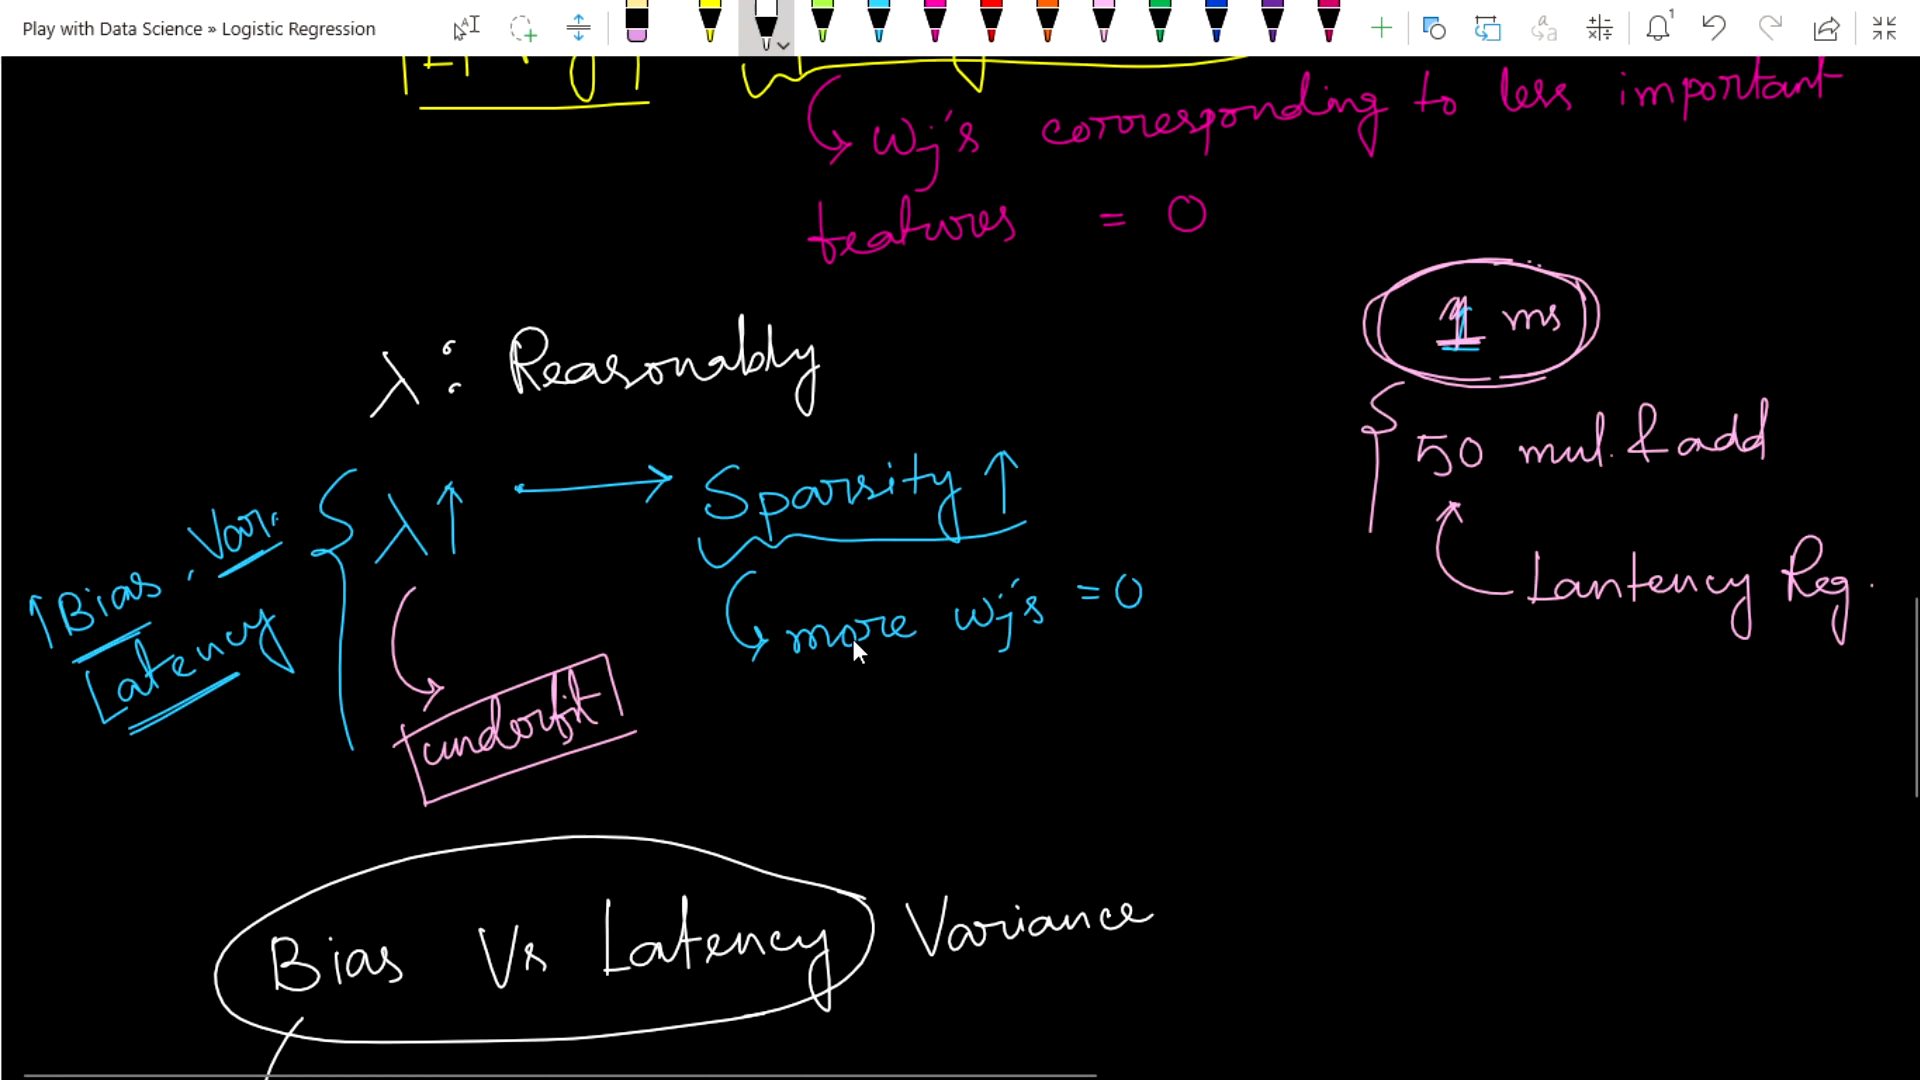 Play with Data Science » Logistic Regression
wj's corresponding to less important
features = 0
1 ms
λ : Reasonably
50 mul. & add
λ↑ → Sparsity ↑
↑Bias, Var.
Latency
more wj's = 0
Lantency Req.
underfit
Bias Vs Latency Variance